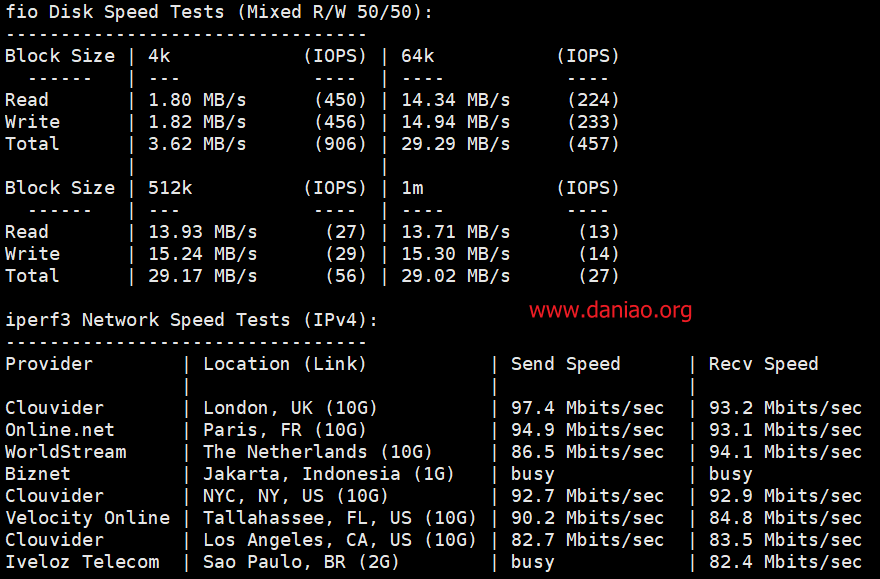 fio Disk Speed Tests (Mixed R/W 50/50):
---------------------------------
Block Size | 4k            (IOPS) | 64k           (IOPS)
  ------   | ---            ----  | ----           ----
Read       | 1.80 MB/s      (450) | 14.34 MB/s     (224)
Write      | 1.82 MB/s      (456) | 14.94 MB/s     (233)
Total      | 3.62 MB/s      (906) | 29.29 MB/s     (457)
           |                      |
Block Size | 512k          (IOPS) | 1m            (IOPS)
  ------   | ---            ----  | ----           ----
Read       | 13.93 MB/s      (27) | 13.71 MB/s      (13)
Write      | 15.24 MB/s      (29) | 15.30 MB/s      (14)
Total      | 29.17 MB/s      (56) | 29.02 MB/s      (27)
www.daniao.org
iperf3 Network Speed Tests (IPv4):
---------------------------------
Provider        | Location (Link)           | Send Speed      | Recv Speed
                |                           |                 |
Clouvider       | London, UK (10G)          | 97.4 Mbits/sec  | 93.2 Mbits/sec
Online.net      | Paris, FR (10G)           | 94.9 Mbits/sec  | 93.1 Mbits/sec
WorldStream     | The Netherlands (10G)     | 86.5 Mbits/sec  | 94.1 Mbits/sec
Biznet          | Jakarta, Indonesia (1G)   | busy            | busy
Clouvider       | NYC, NY, US (10G)         | 92.7 Mbits/sec  | 92.9 Mbits/sec
Velocity Online | Tallahassee, FL, US (10G) | 90.2 Mbits/sec  | 84.8 Mbits/sec
Clouvider       | Los Angeles, CA, US (10G) | 82.7 Mbits/sec  | 83.5 Mbits/sec
Iveloz Telecom  | Sao Paulo, BR (2G)        | busy            | 82.4 Mbits/sec